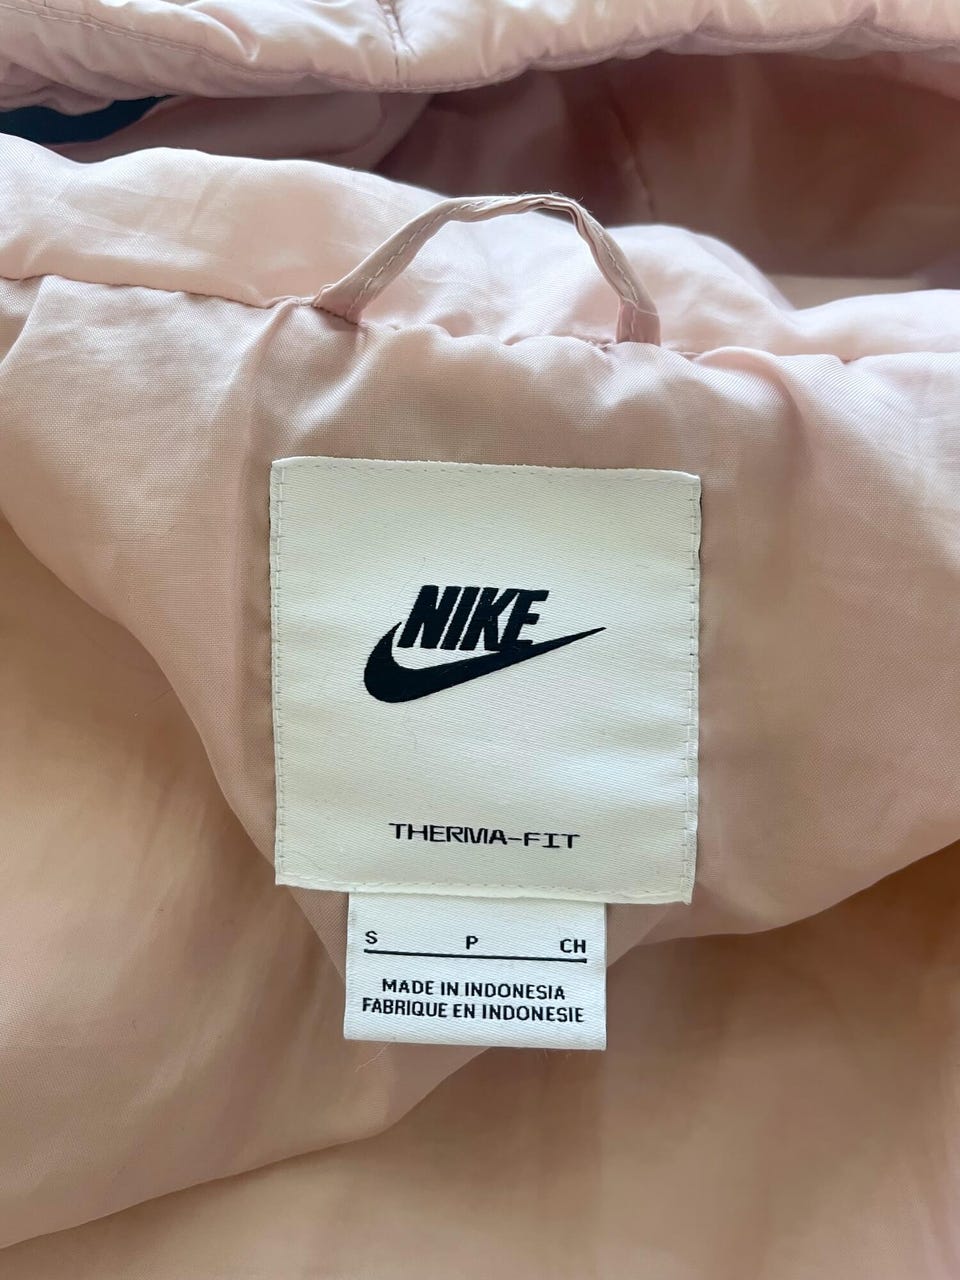 NIKE
THERMA-FIT
S P CH
MADE IN INDONESIA
FABRIQUE EN INDONESIE